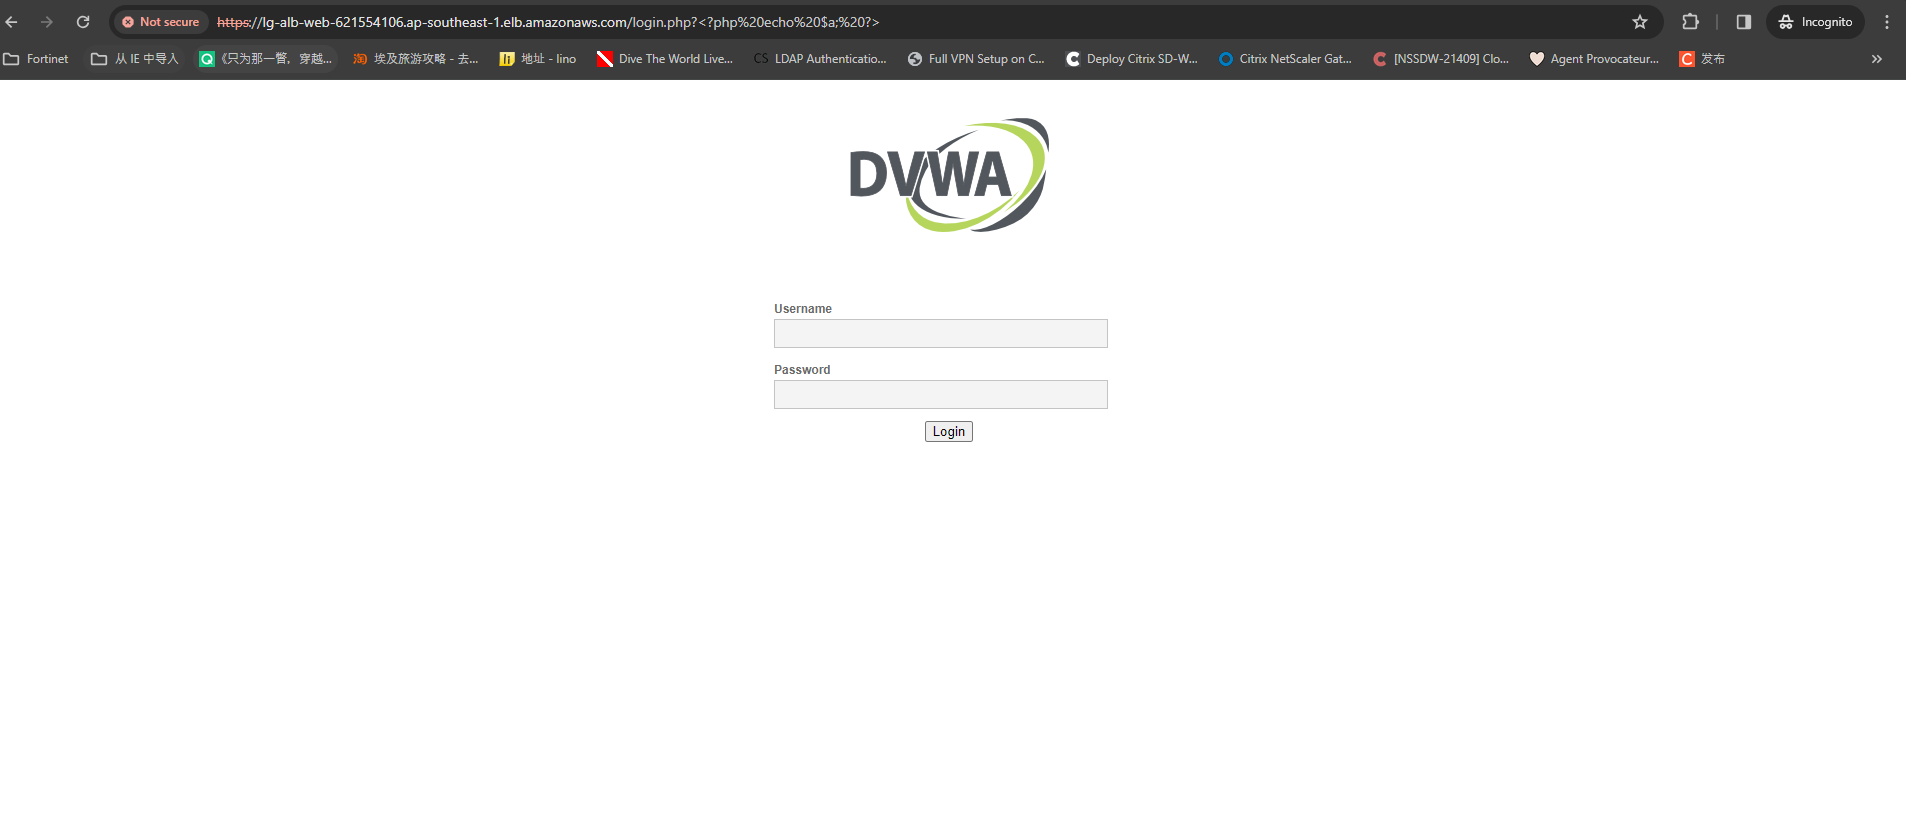 Not secure https://lg-alb-web-621554106.ap-southeast-1.elb.amazonaws.com/login.php?<?php%20echo%20$a;%20?> Incognito
Fortinet 从 IE 中导入 《只为那一瞥，穿越... 埃及旅游攻略 - 去... 地址 - lino Dive The World Live... CS LDAP Authenticatio... Full VPN Setup on C... Deploy Citrix SD-W... Citrix NetScaler Gat... [NSSDW-21409] Clo... Agent Provocateur... 发布 »
DVWA
Username
Password
Login